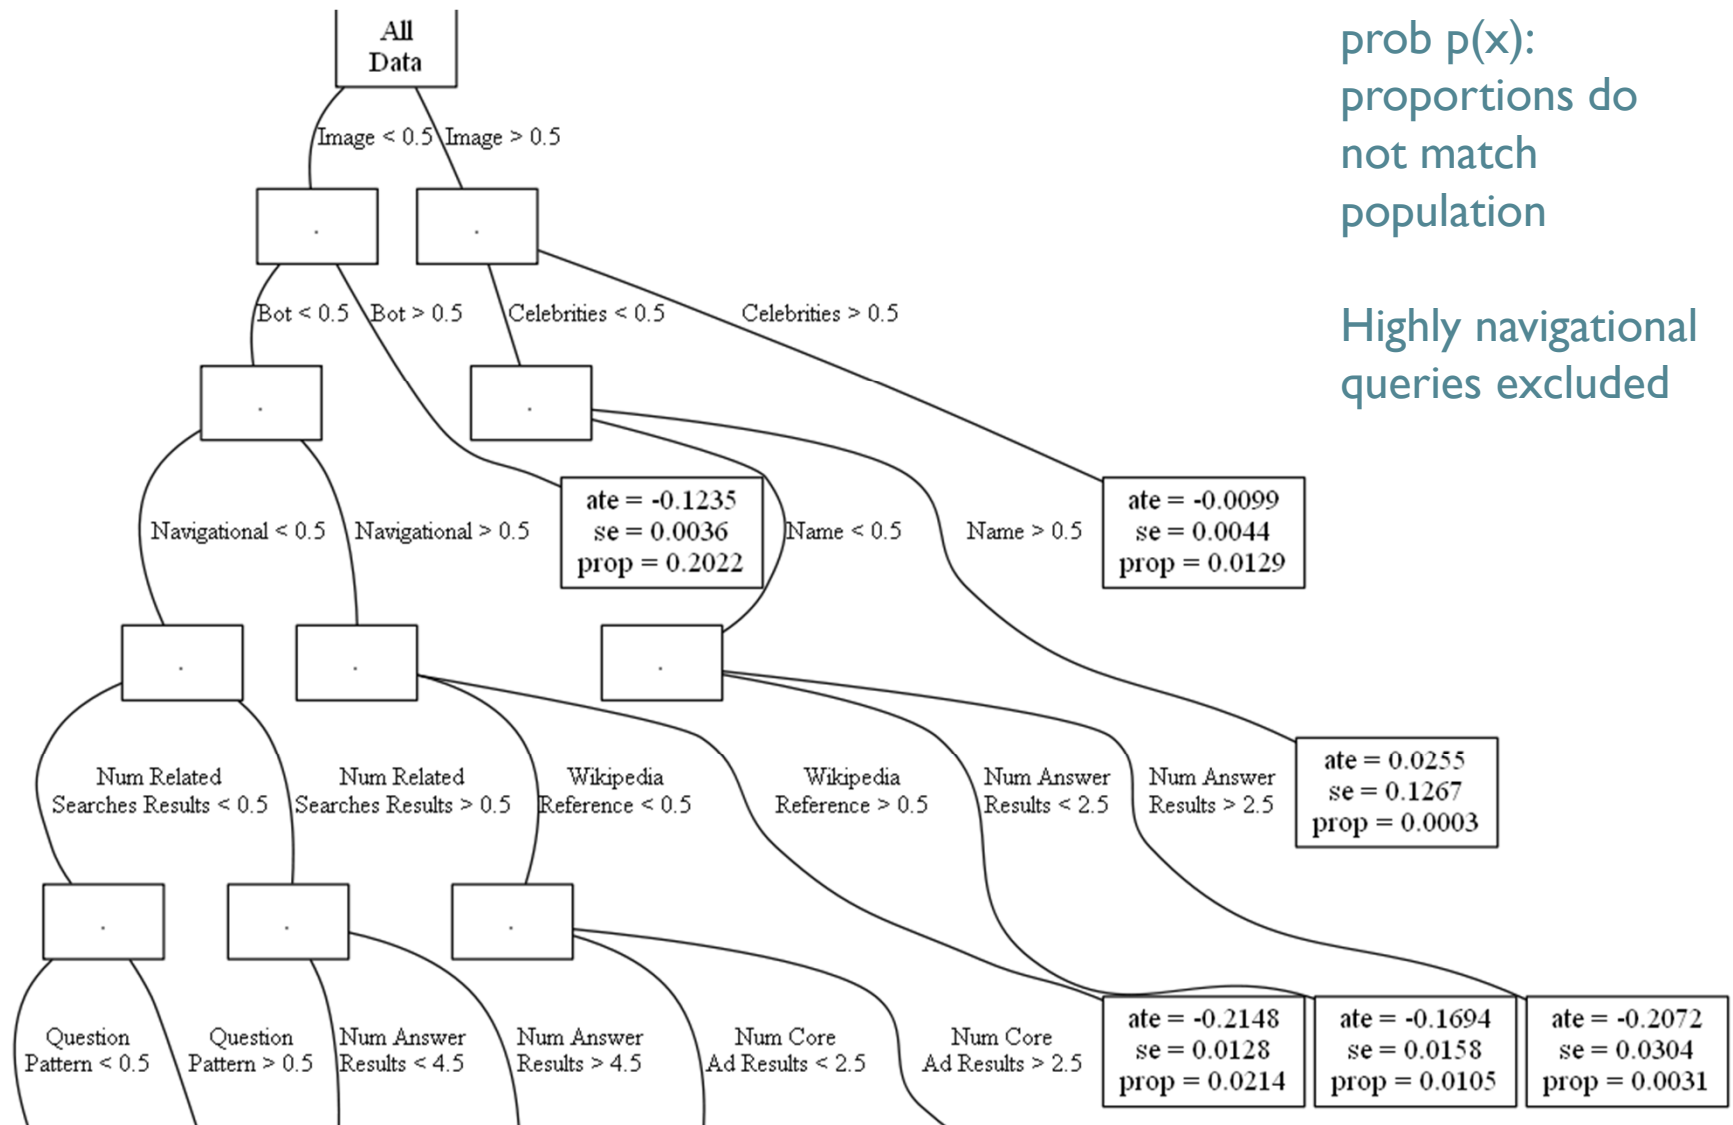 All
Data
prob p(x):
proportions do
not match
population
Highly navigational
queries excluded
Image < 0.5
Image > 0.5
.
.
Bot < 0.5
Bot > 0.5
Celebrities < 0.5
Celebrities > 0.5
.
.
Navigational < 0.5
Navigational > 0.5
ate = -0.1235
se = 0.0036
prop = 0.2022
Name < 0.5
Name > 0.5
ate = -0.0099
se = 0.0044
prop = 0.0129
.
.
.
Num Related
Searches Results < 0.5
Num Related
Searches Results > 0.5
Wikipedia
Reference < 0.5
Wikipedia
Reference > 0.5
Num Answer
Results < 2.5
Num Answer
Results > 2.5
ate = 0.0255
se = 0.1267
prop = 0.0003
.
.
.
Question
Pattern < 0.5
Question
Pattern > 0.5
Num Answer
Results < 4.5
Num Answer
Results > 4.5
Num Core
Ad Results < 2.5
Num Core
Ad Results > 2.5
ate = -0.2148
se = 0.0128
prop = 0.0214
ate = -0.1694
se = 0.0158
prop = 0.0105
ate = -0.2072
se = 0.0304
prop = 0.0031